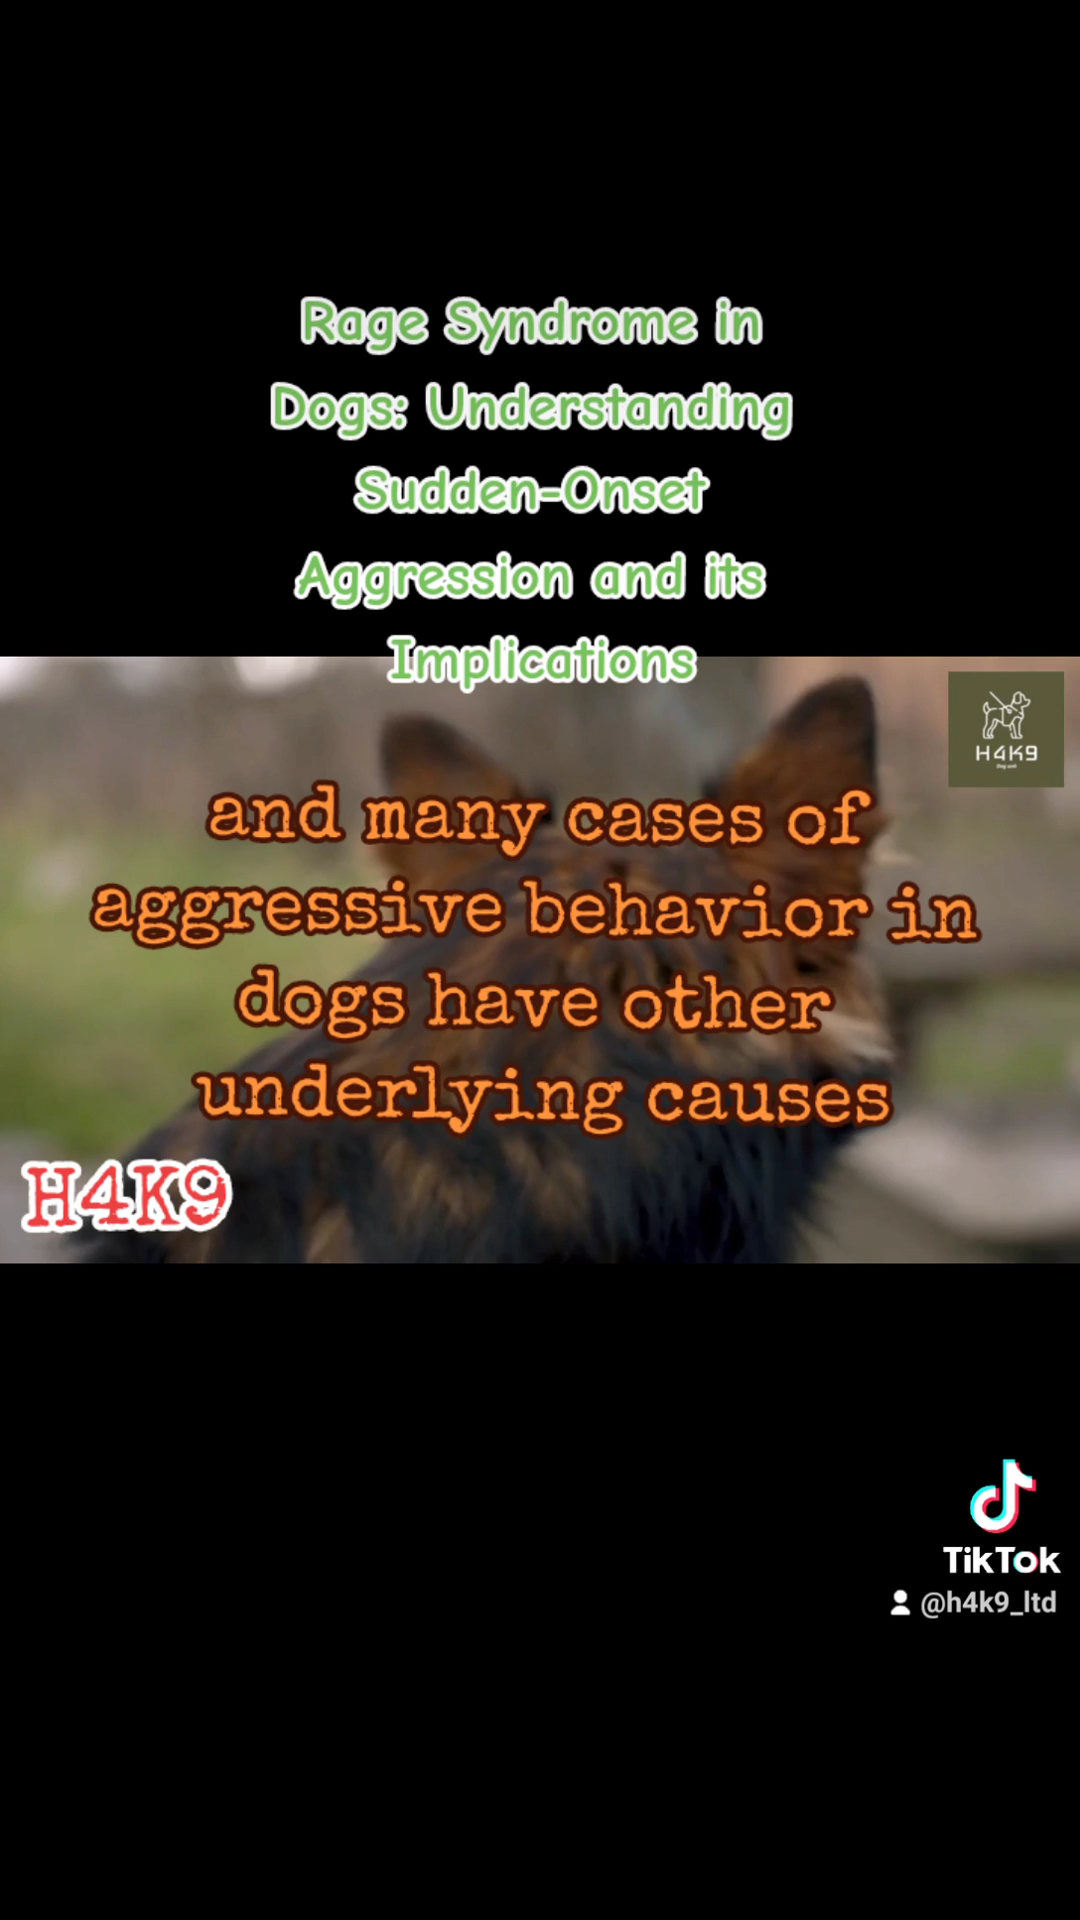 Rage Syndrome in
Dogs: Understanding
Sudden-Onset
Aggression and its
Implications
H4K9
and many cases of
aggressive behavior in
dogs have other
underlying causes
H4K9
TikTok
@h4k9_ltd